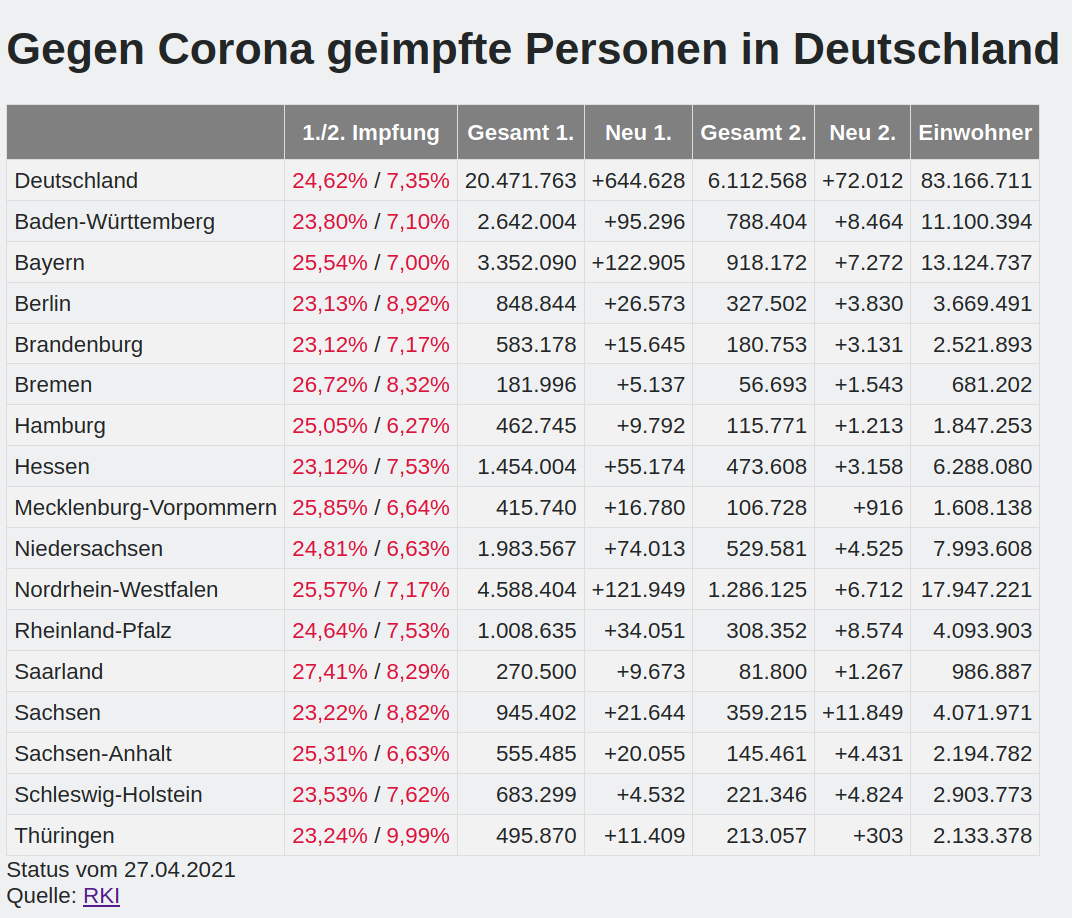 Gegen Corona geimpfte Personen in Deutschland
1./2. Impfung Gesamt 1. Neu 1. Gesamt 2. Neu 2. Einwohner
Deutschland 24,62% / 7,35% 20.471.763 +644.628 6.112.568 +72.012 83.166.711
Baden-Württemberg 23,80% / 7,10% 2.642.004 +95.296 788.404 +8.464 11.100.394
Bayern 25,54% / 7,00% 3.352.090 +122.905 918.172 +7.272 13.124.737
Berlin 23,13% / 8,92% 848.844 +26.573 327.502 +3.830 3.669.491
Brandenburg 23,12% / 7,17% 583.178 +15.645 180.753 +3.131 2.521.893
Bremen 26,72% / 8,32% 181.996 +5.137 56.693 +1.543 681.202
Hamburg 25,05% / 6,27% 462.745 +9.792 115.771 +1.213 1.847.253
Hessen 23,12% / 7,53% 1.454.004 +55.174 473.608 +3.158 6.288.080
Mecklenburg-Vorpommern 25,85% / 6,64% 415.740 +16.780 106.728 +916 1.608.138
Niedersachsen 24,81% / 6,63% 1.983.567 +74.013 529.581 +4.525 7.993.608
Nordrhein-Westfalen 25,57% / 7,17% 4.588.404 +121.949 1.286.125 +6.712 17.947.221
Rheinland-Pfalz 24,64% / 7,53% 1.008.635 +34.051 308.352 +8.574 4.093.903
Saarland 27,41% / 8,29% 270.500 +9.673 81.800 +1.267 986.887
Sachsen 23,22% / 8,82% 945.402 +21.644 359.215 +11.849 4.071.971
Sachsen-Anhalt 25,31% / 6,63% 555.485 +20.055 145.461 +4.431 2.194.782
Schleswig-Holstein 23,53% / 7,62% 683.299 +4.532 221.346 +4.824 2.903.773
Thüringen 23,24% / 9,99% 495.870 +11.409 213.057 +303 2.133.378
Status vom 27.04.2021
Quelle: RKI